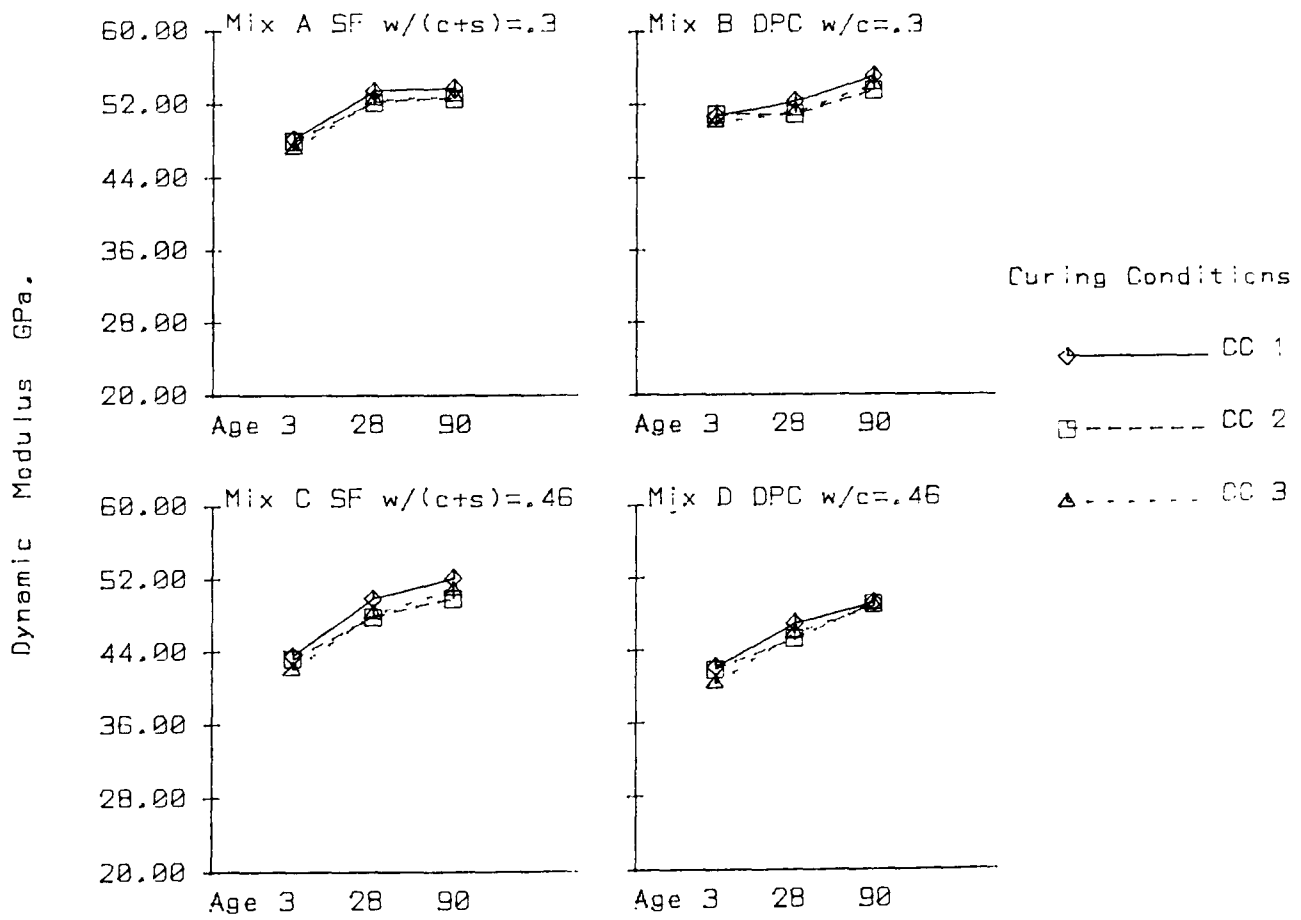 Mix A SF w/(c+s)=.3
60.00
52.00
44.00
36.00
28.00
20.00
Age 3 28 90
Mix B OPC w/c=.3
Age 3 28 90
Dynamic Modulus GPa.
Curing Conditions
CC 1
CC 2
CC 3
Mix C SF w/(c+s)=.46
60.00
52.00
44.00
36.00
28.00
20.00
Age 3 28 90
Mix D OPC w/c=.46
Age 3 28 90